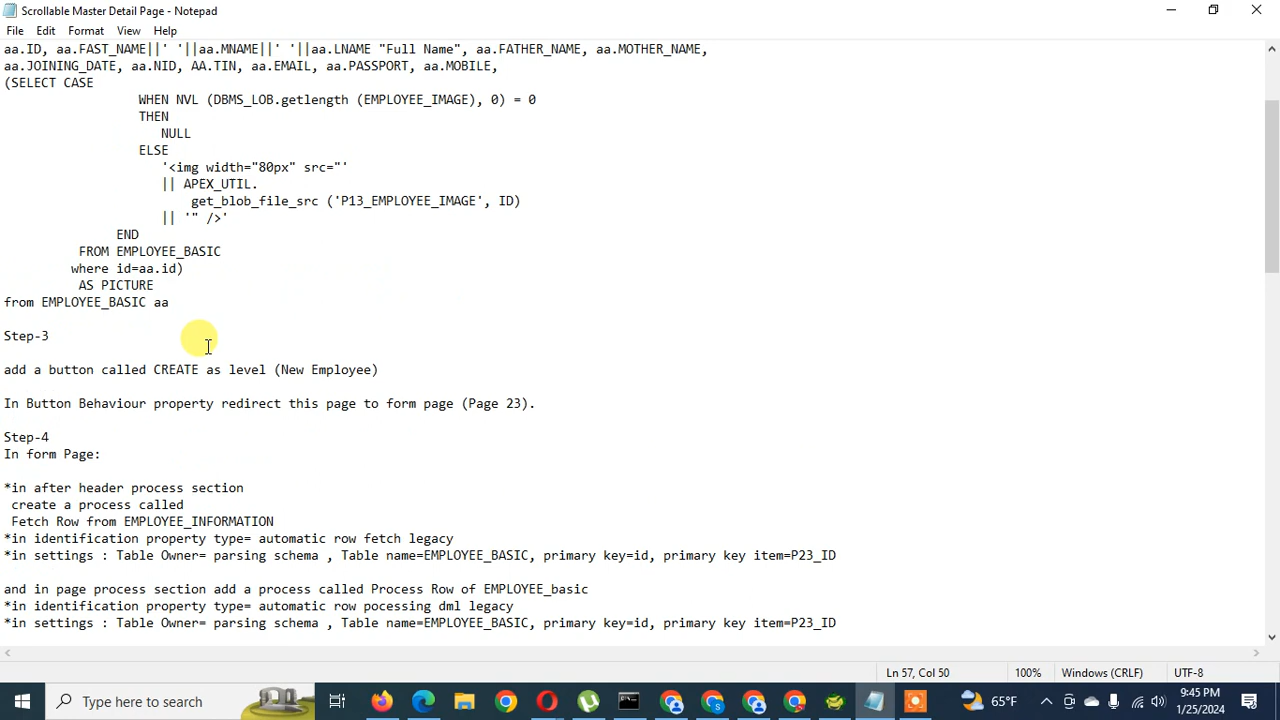 Scrollable Master Detail Page - Notepad
File Edit Format View Help
aa.ID, aa.FAST_NAME||' '||aa.MNAME||' '||aa.LNAME "Full Name", aa.FATHER_NAME, aa.MOTHER_NAME,
aa.JOINING_DATE, aa.NID, AA.TIN, aa.EMAIL, aa.PASSPORT, aa.MOBILE,
(SELECT CASE
WHEN NVL (DBMS_LOB.getlength (EMPLOYEE_IMAGE), 0) = 0
THEN
NULL
ELSE
'<img width="80px" src="'
|| APEX_UTIL.
get_blob_file_src ('P13_EMPLOYEE_IMAGE', ID)
|| '" />'
END
FROM EMPLOYEE_BASIC
where id=aa.id)
AS PICTURE
from EMPLOYEE_BASIC aa
Step-3
add a button called CREATE as level (New Employee)
In Button Behaviour property redirect this page to form page (Page 23).
Step-4
In form Page:
*in after header process section
create a process called
Fetch Row from EMPLOYEE_INFORMATION
*in identification property type= automatic row fetch legacy
*in settings : Table Owner= parsing schema , Table name=EMPLOYEE_BASIC, primary key=id, primary key item=P23_ID
and in page process section add a process called Process Row of EMPLOYEE_basic
*in identification property type= automatic row pocessing dml legacy
*in settings : Table Owner= parsing schema , Table name=EMPLOYEE_BASIC, primary key=id, primary key item=P23_ID
Ln 57, Col 50 100% Windows (CRLF) UTF-8
Type here to search 65°F 9:45 PM
1/25/2024